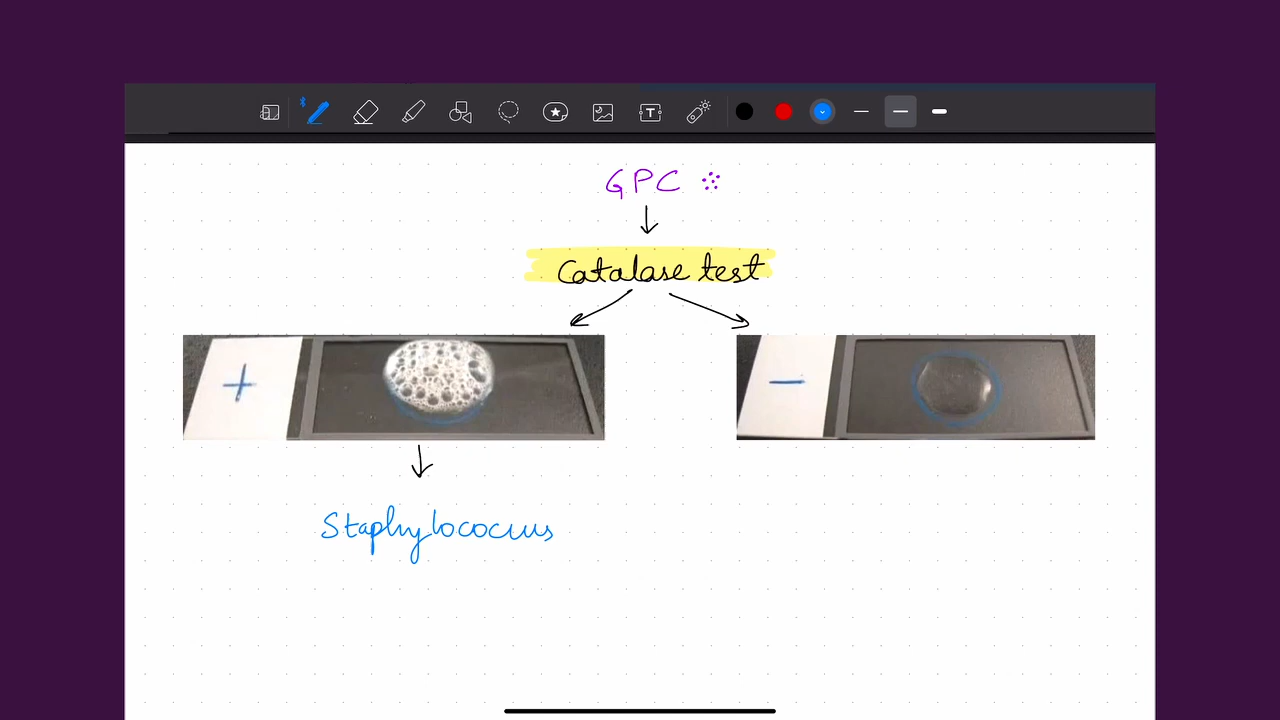 GPC
Catalase test
+
−
Staphylococcus